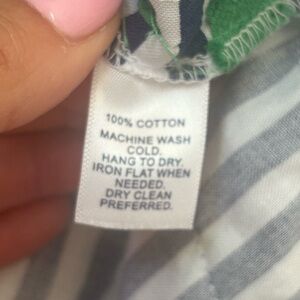 100% COTTON
MACHINE WASH
COLD.
HANG TO DRY.
IRON FLAT WHEN
NEEDED.
DRY CLEAN
PREFERRED.